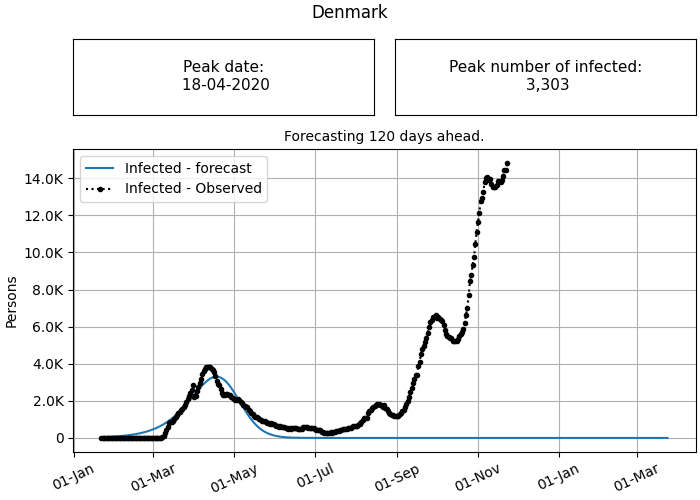 Denmark
Peak date:
18-04-2020
Peak number of infected:
3,303
Forecasting 120 days ahead.
Infected - forecast
Infected - Observed
Persons
14.0K
12.0K
10.0K
8.0K
6.0K
4.0K
2.0K
0
01-Jan
01-Mar
01-May
01-Jul
01-Sep
01-Nov
01-Jan
01-Mar